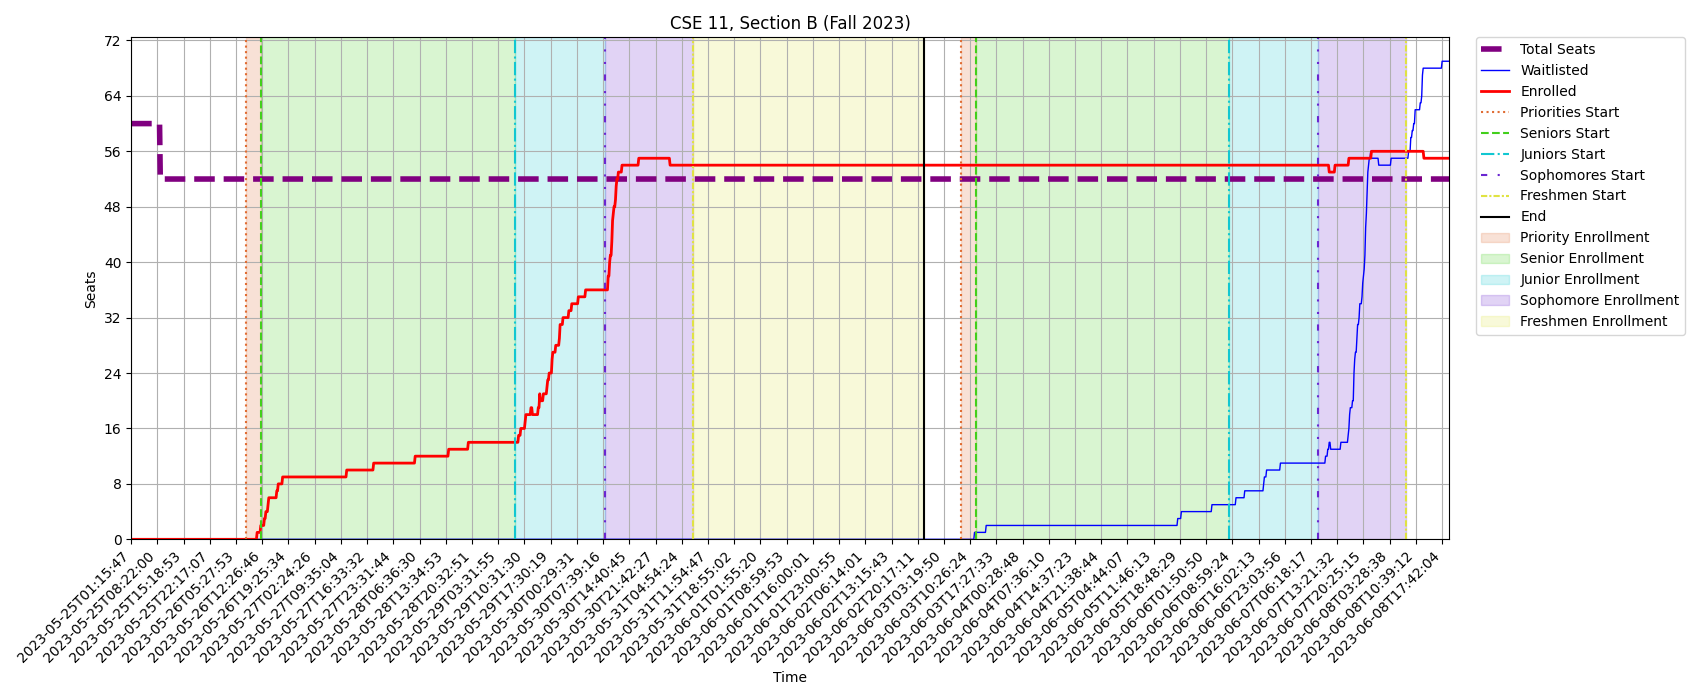 CSE 11, Section B (Fall 2023)
Seats
72
64
56
48
40
32
24
16
8
0
2023-05-25T01:15:47
2023-05-25T08:22:00
2023-05-25T15:18:53
2023-05-25T22:17:07
2023-05-26T05:27:53
2023-05-26T12:26:46
2023-05-26T19:25:34
2023-05-27T02:24:26
2023-05-27T09:35:04
2023-05-27T16:33:32
2023-05-27T23:31:44
2023-05-28T06:36:30
2023-05-28T13:34:53
2023-05-28T20:32:51
2023-05-29T03:31:55
2023-05-29T10:31:30
2023-05-29T17:30:19
2023-05-30T00:29:31
2023-05-30T07:39:16
2023-05-30T14:40:45
2023-05-30T21:42:27
2023-05-31T04:54:24
2023-05-31T11:54:47
2023-05-31T18:55:02
2023-06-01T01:55:20
2023-06-01T08:59:53
2023-06-01T16:00:01
2023-06-01T23:00:55
2023-06-02T06:14:01
2023-06-02T13:15:43
2023-06-02T20:17:11
2023-06-03T03:19:50
2023-06-03T10:26:24
2023-06-03T17:27:33
2023-06-04T00:28:48
2023-06-04T07:36:10
2023-06-04T14:37:23
2023-06-04T21:38:44
2023-06-05T04:44:07
2023-06-05T11:46:13
2023-06-05T18:48:29
2023-06-06T01:50:50
2023-06-06T08:59:24
2023-06-06T16:02:13
2023-06-06T23:03:56
2023-06-07T06:18:17
2023-06-07T13:21:32
2023-06-07T20:25:15
2023-06-08T03:28:38
2023-06-08T10:39:12
2023-06-08T17:42:04
Time
Total Seats
Waitlisted
Enrolled
Priorities Start
Seniors Start
Juniors Start
Sophomores Start
Freshmen Start
End
Priority Enrollment
Senior Enrollment
Junior Enrollment
Sophomore Enrollment
Freshmen Enrollment